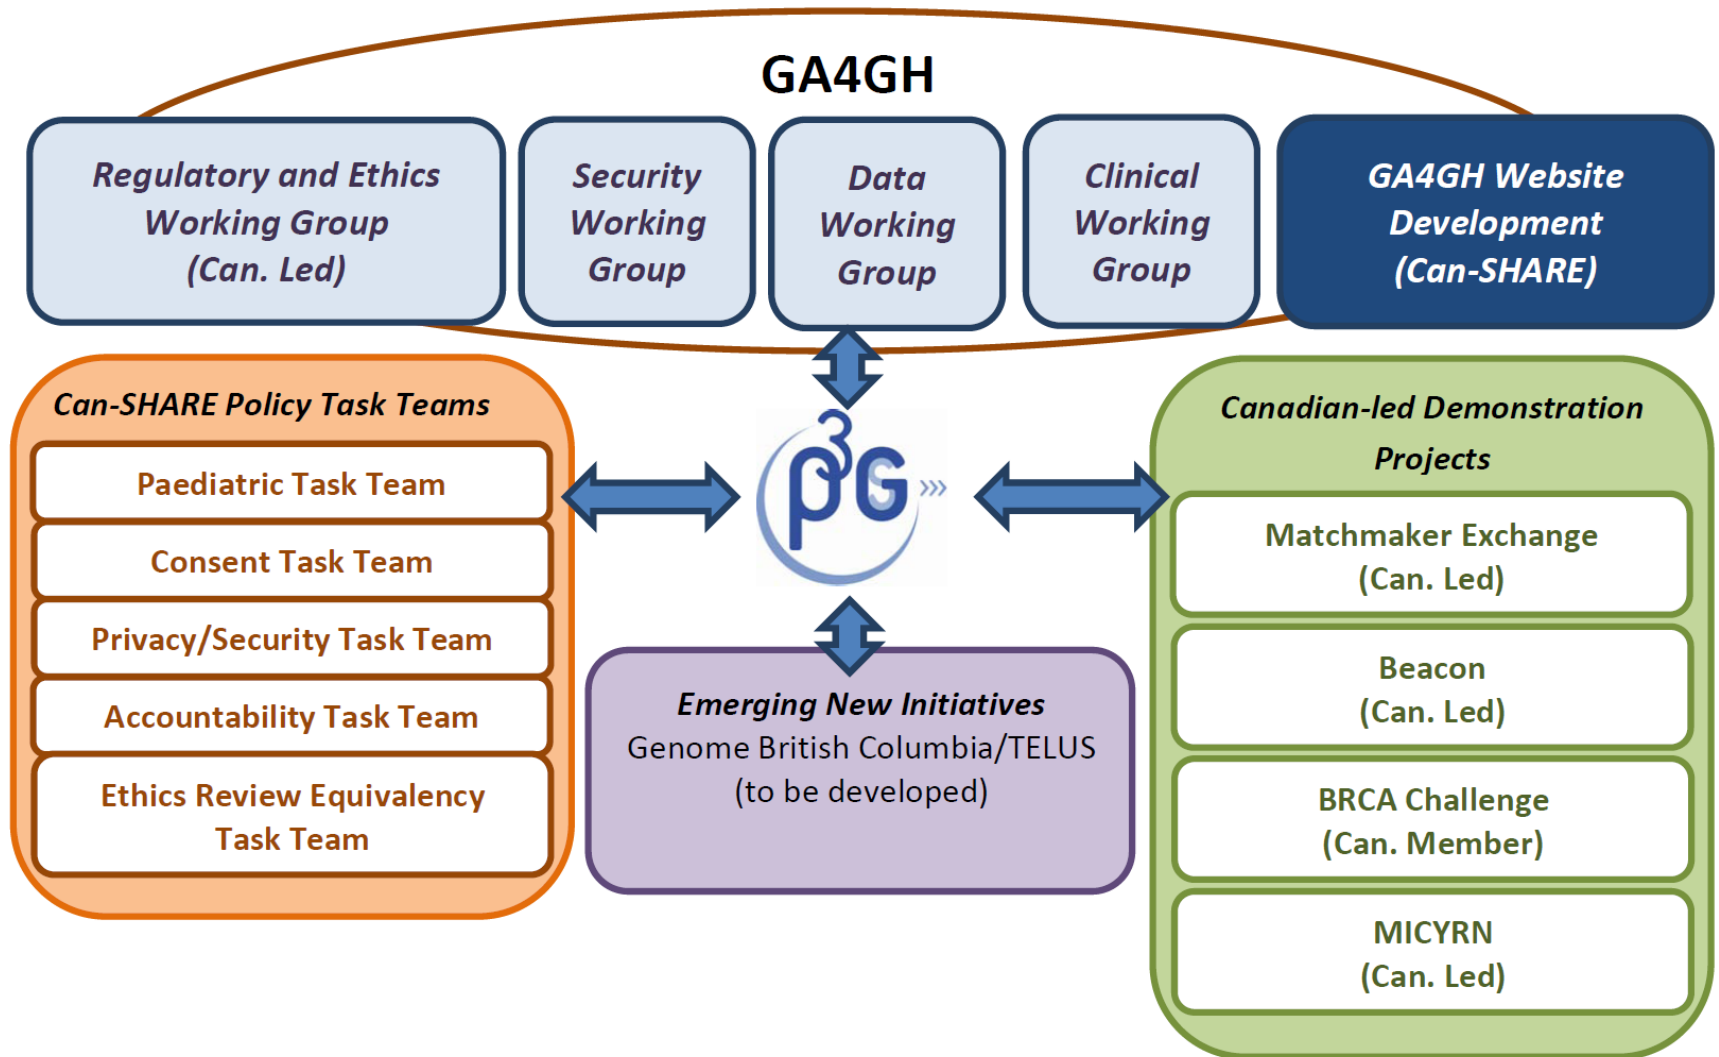 GA4GH
Regulatory and Ethics
Working Group
(Can. Led)
Security
Working
Group
Data
Working
Group
Clinical
Working
Group
GA4GH Website
Development
(Can-SHARE)
Can-SHARE Policy Task Teams
Paediatric Task Team
Consent Task Team
Privacy/Security Task Team
Accountability Task Team
Ethics Review Equivalency
Task Team
p3G
Emerging New Initiatives
Genome British Columbia/TELUS
(to be developed)
Canadian-led Demonstration
Projects
Matchmaker Exchange
(Can. Led)
Beacon
(Can. Led)
BRCA Challenge
(Can. Member)
MICYRN
(Can. Led)